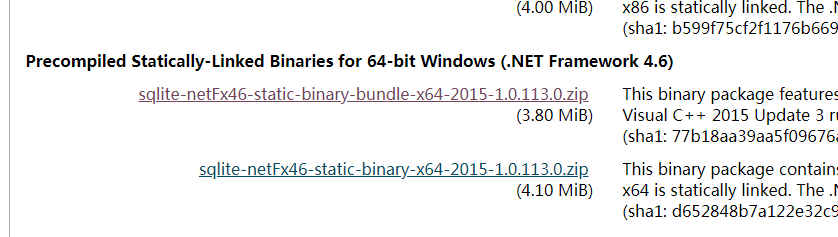 (4.00 MiB) x86 is statically linked. The .
(sha1: b599f75cf2f1176b669
Precompiled Statically-Linked Binaries for 64-bit Windows (.NET Framework 4.6)
sqlite-netFx46-static-binary-bundle-x64-2015-1.0.113.0.zip This binary package features
(3.80 MiB) Visual C++ 2015 Update 3 r
(sha1: 77b18aa39aa5f09676
sqlite-netFx46-static-binary-x64-2015-1.0.113.0.zip This binary package contain
(4.10 MiB) x64 is statically linked. The .
(sha1: d652848b7a122e32c9